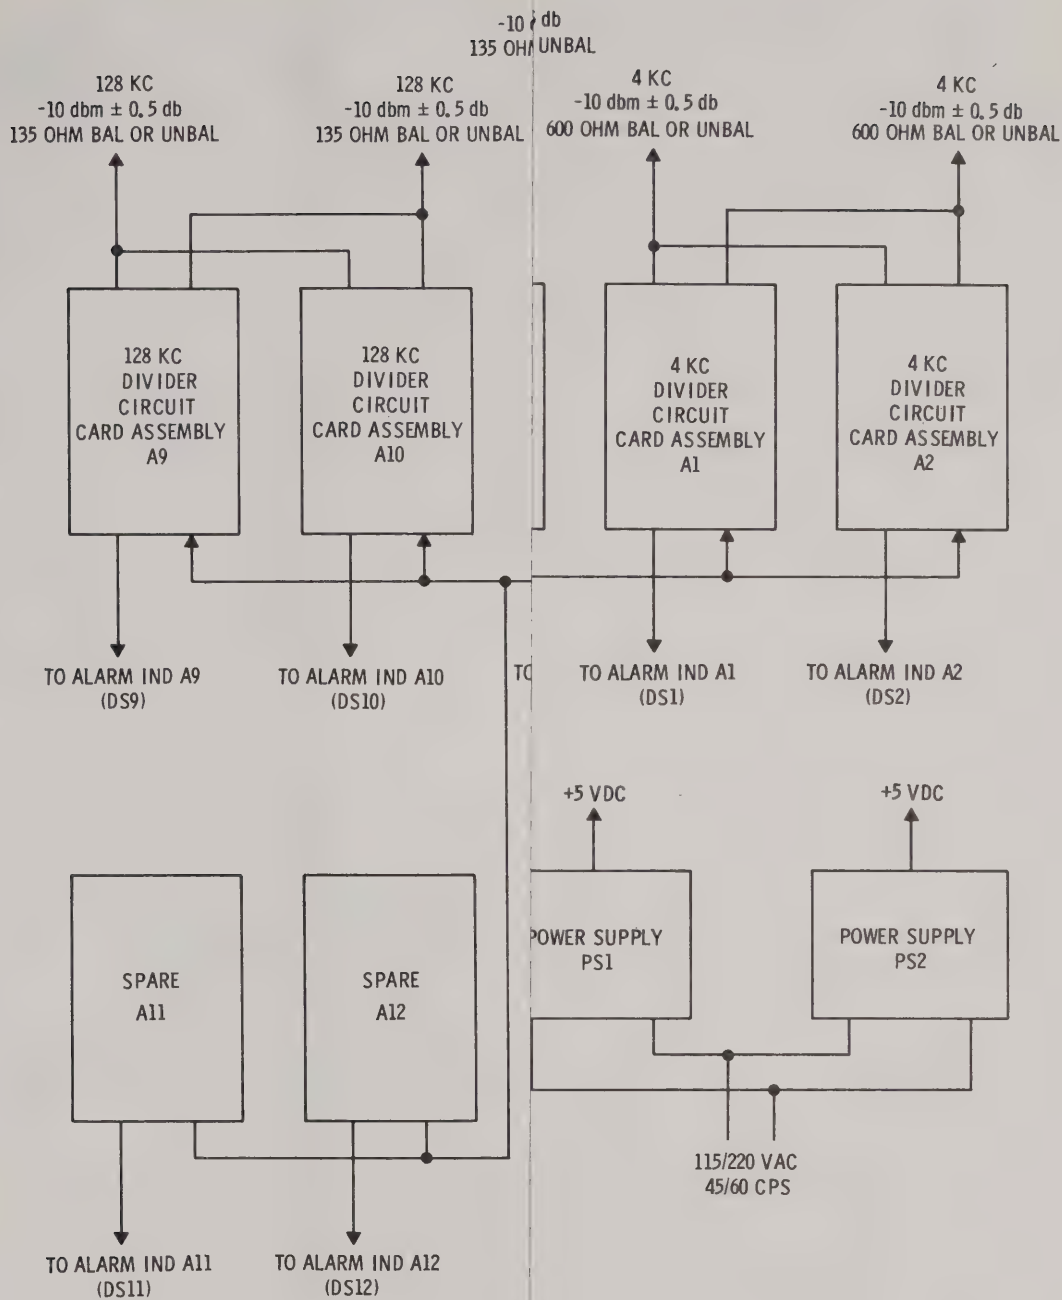 -10 db
135 OH UNBAL
128 KC
-10 dbm ± 0.5 db
135 OHM BAL OR UNBAL
128 KC
-10 dbm ± 0.5 db
135 OHM BAL OR UNBAL
4 KC
-10 dbm ± 0.5 db
600 OHM BAL OR UNBAL
4 KC
-10 dbm ± 0.5 db
600 OHM BAL OR UNBAL
128 KC
DIVIDER
CIRCUIT
CARD ASSEMBLY
A9
128 KC
DIVIDER
CIRCUIT
CARD ASSEMBLY
A10
4 KC
DIVIDER
CIRCUIT
CARD ASSEMBLY
A1
4 KC
DIVIDER
CIRCUIT
CARD ASSEMBLY
A2
TO ALARM IND A9
(DS9)
TO ALARM IND A10
(DS10)
TO
TO ALARM IND A1
(DS1)
TO ALARM IND A2
(DS2)
+5 VDC
+5 VDC
SPARE
A11
SPARE
A12
POWER SUPPLY
PS1
POWER SUPPLY
PS2
115/220 VAC
45/60 CPS
TO ALARM IND A11
(DS11)
TO ALARM IND A12
(DS12)